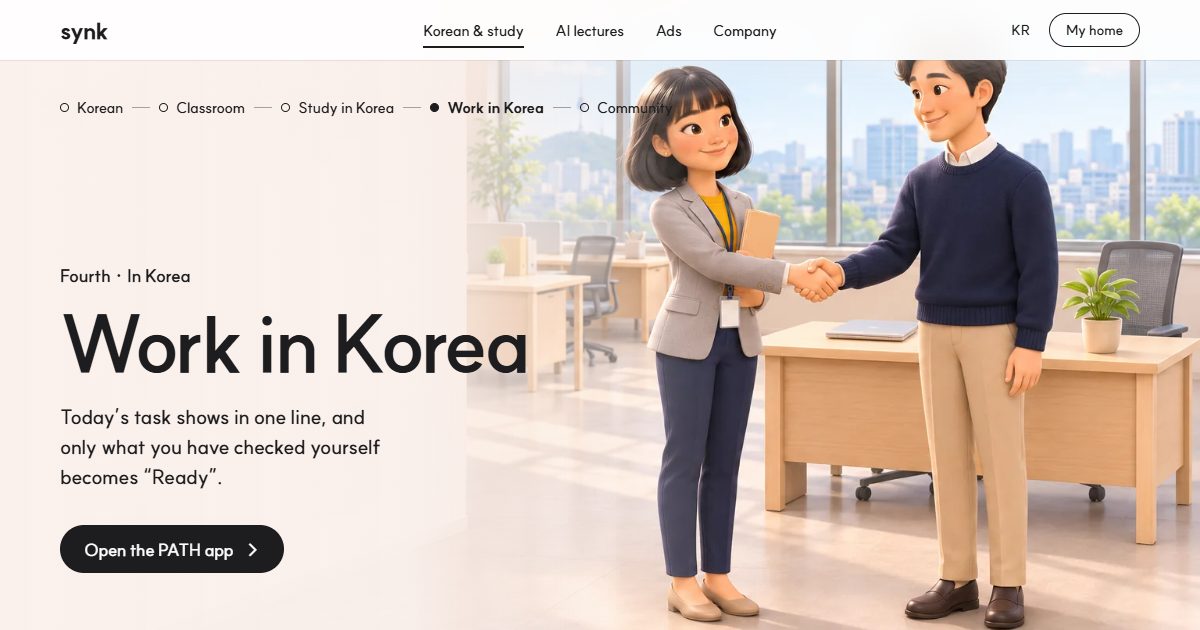 synk
Korean & study
AI lectures
Ads
Company
KR
My home
Korean
Classroom
Study in Korea
Work in Korea
Community
Fourth · In Korea
Work in Korea
Today’s task shows in one line, and
only what you have checked yourself
becomes “Ready”.
Open the PATH app